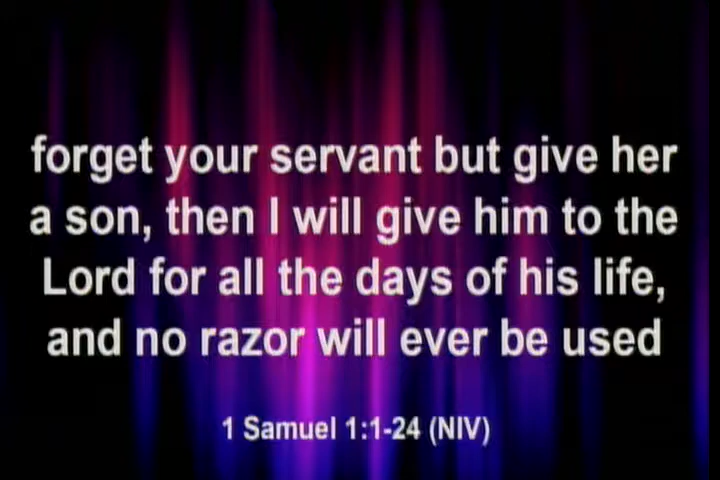 forget your servant but give her
a son, then I will give him to the
Lord for all the days of his life,
and no razor will ever be used
1 Samuel 1:1-24 (NIV)